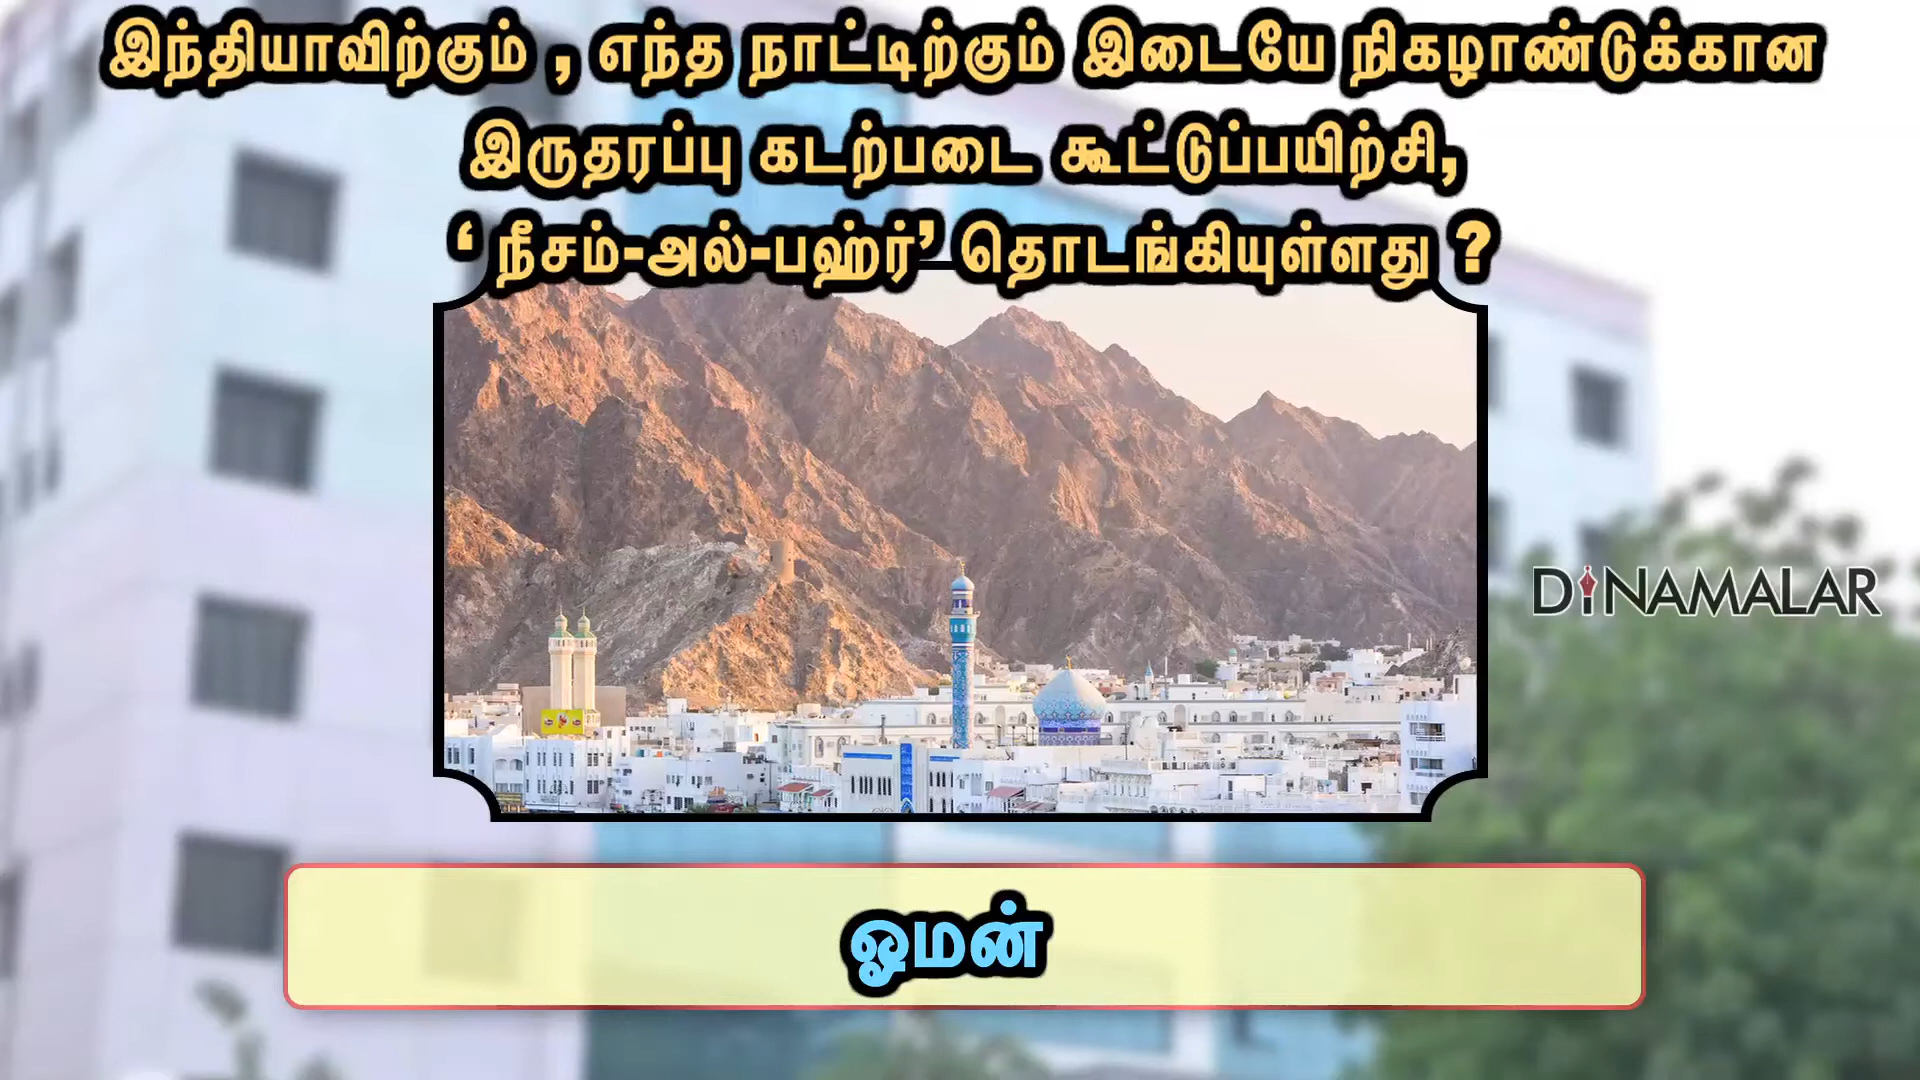 இந்தியாவிற்கும் , எந்த நாட்டிற்கும் இடையே நிகழாண்டுக்கான
இருதரப்பு கடற்படை கூட்டுப்பயிற்சி,
‘ நீசம்-அல்-பஹ்ர்’ தொடங்கியுள்ளது ?
DINAMALAR
ஓமன்